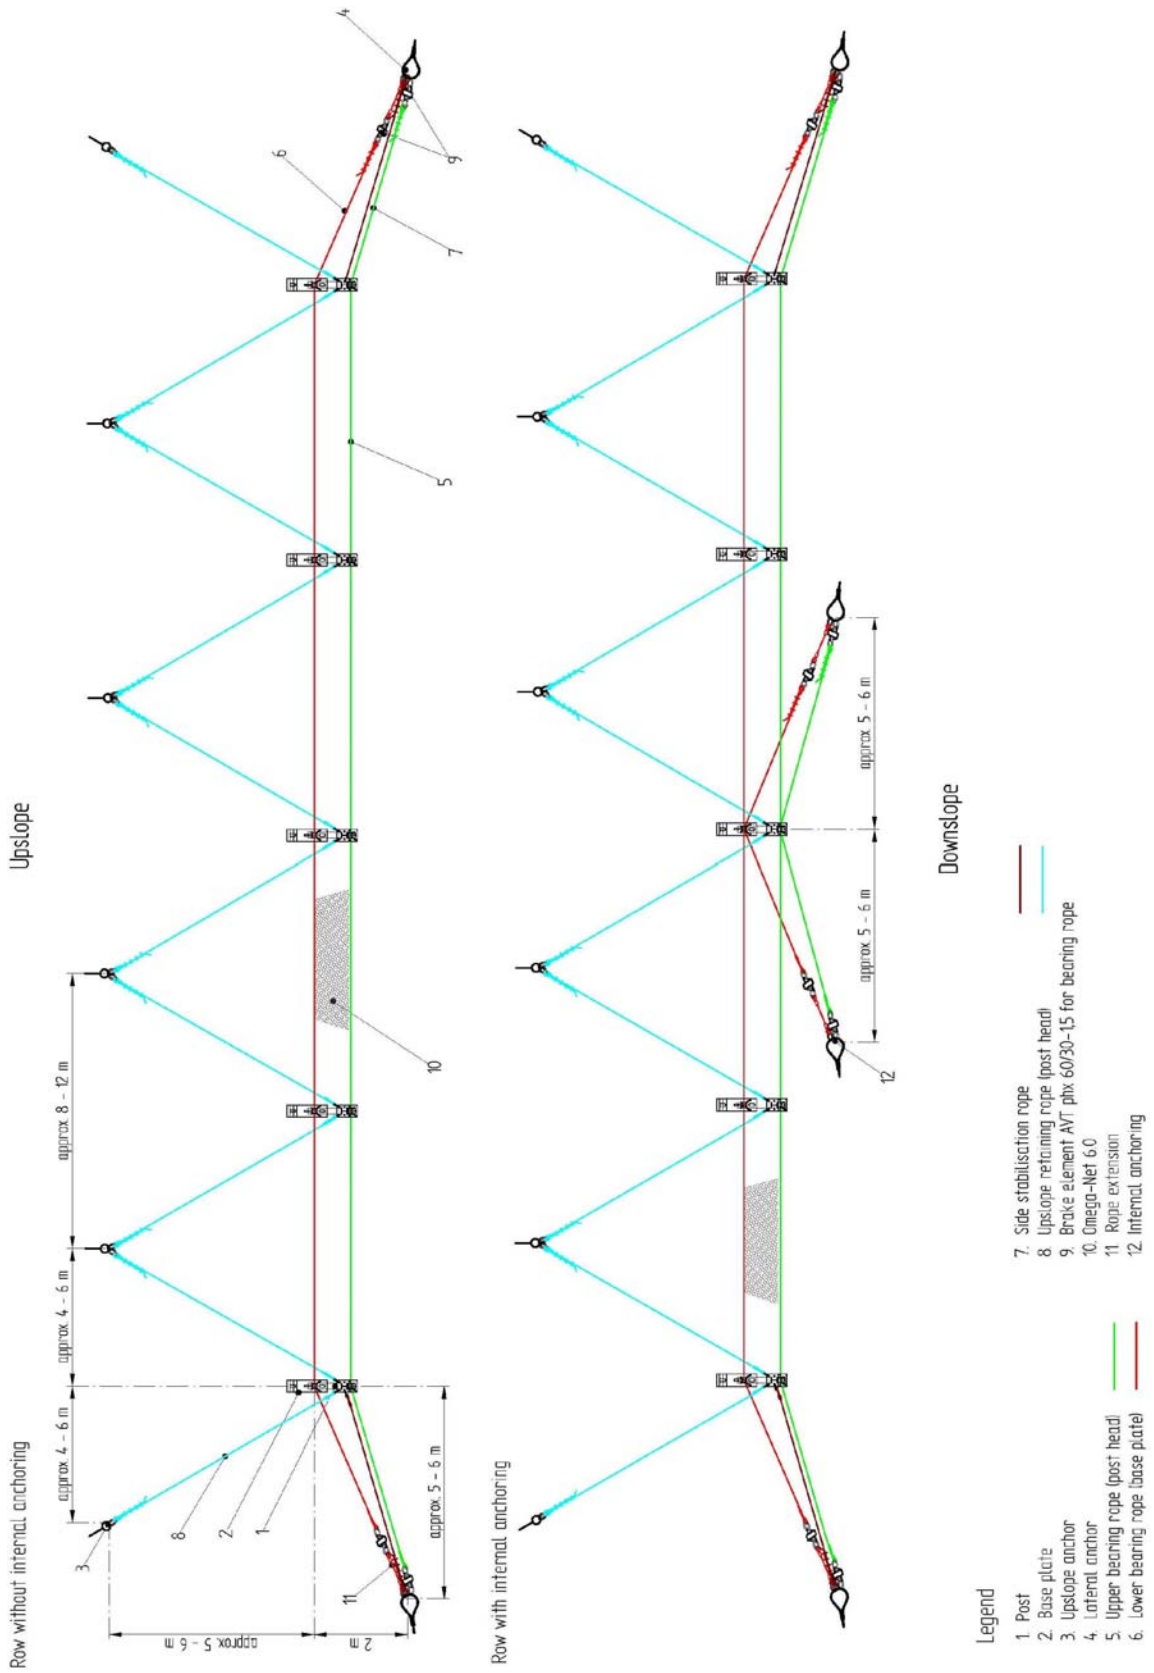 Upslope
Row without internal anchoring
approx. 4 - 6 m
approx. 4 - 6 m
approx. 8 - 12 m
approx. 5 - 6 m
2 m
approx. 5 - 6 m
3
8
2
1
11
10
5
6
7
9
4
Row with internal anchoring
approx. 5 - 6 m
approx. 5 - 6 m
12
Downslope
Legend
1. Post
2. Base plate
3. Upslope anchor
4. Lateral anchor
5. Upper bearing rope (post head)
6. Lower bearing rope (base plate)
7. Side stabilisation rope
8. Upslope retaining rope (post head)
9. Brake element AVT phx 60/30-1,5 for bearing rope
10. Omega-Net 6.0
11 Rope extension
12. Internal anchoring